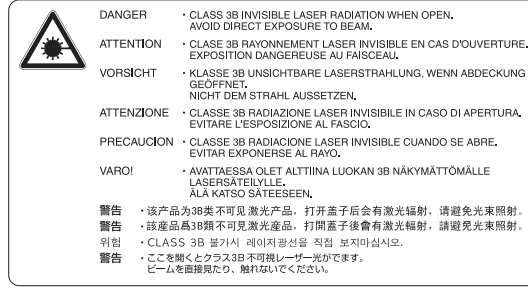 DANGER ・CLASS 3B INVISIBLE LASER RADIATION WHEN OPEN.
AVOID DIRECT EXPOSURE TO BEAM.
ATTENTION ・CLASE 3B RAYONNEMENT LASER INVISIBLE EN CAS D'OUVERTURE.
EXPOSITION DANGEREUSE AU FAISCEAU.
VORSICHT ・KLASSE 3B UNSICHTBARE LASERSTRAHLUNG, WENN ABDECKUNG
GEÖFFNET.
NICHT DEM STRAHL AUSSETZEN.
ATTENZIONE ・CLASSE 3B RADIAZIONE LASER INVISIBILE IN CASO DI APERTURA.
EVITARE L'ESPOSIZIONE AL FASCIO.
PRECAUCION ・CLASSE 3B RADIACIONE LASER INVISIBLE CUANDO SE ABRE.
EVITAR EXPONERSE AL RAYO.
VARO! ・AVATTAESSA OLET ALTTIINA LUOKAN 3B NÄKYMÄTTÖMÄLLE
LASERSÄTEILYLLE.
ÄLÄ KATSO SÄTEESEEN.
警告 ・该产品为3B类不可见激光产品，打开盖子后会有激光辐射，请避免光束照射。
警告 ・該産品爲3B類不可見激光産品，打開蓋子後會有激光輻射，請避免光束照射。
위험 ・CLASS 3B 불가시 레이저광선을 직접 보지마십시오.
警告 ・ここを開くとクラス3B不可視レーザー光がでます。
ビームを直接見たり、触れないでください。